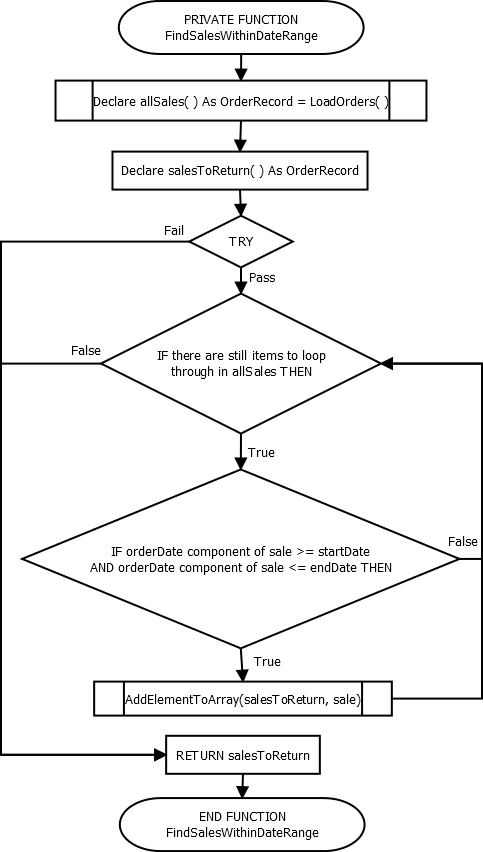 PRIVATE FUNCTION
FindSalesWithinDateRange
Declare allSales( ) As OrderRecord = LoadOrders( )
Declare salesToReturn( ) As OrderRecord
Fail
TRY
Pass
False
IF there are still items to loop
through in allSales THEN
True
False
IF orderDate component of sale >= startDate
AND orderDate component of sale <= endDate THEN
True
AddElementToArray(salesToReturn, sale)
RETURN salesToReturn
END FUNCTION
FindSalesWithinDateRange